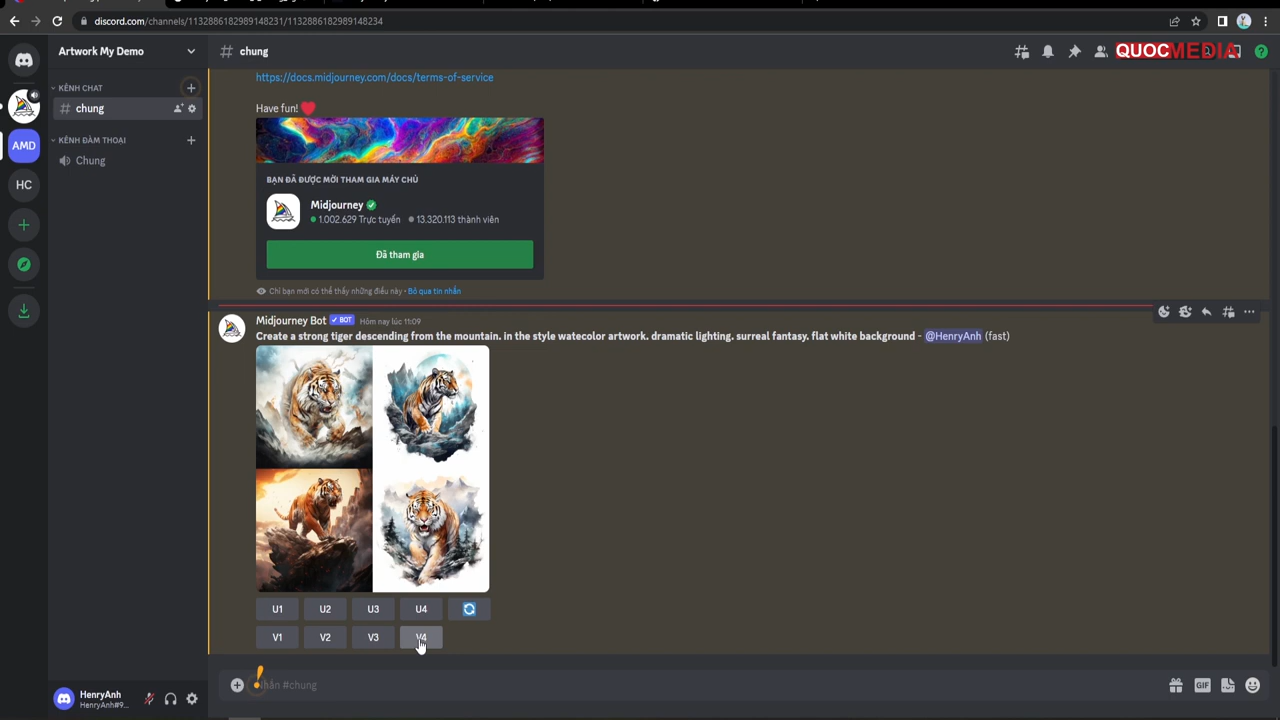 discord.com/channels/1132886182989148231/1132886182989148234
Artwork My Demo
chung
QUOCMEDIA
KÊNH CHAT
chung
KÊNH ĐÀM THOẠI
Chung
AMD
HC
https://docs.midjourney.com/docs/terms-of-service
Have fun!
BẠN ĐÃ ĐƯỢC MỜI THAM GIA MÁY CHỦ
Midjourney
1.002.629 Trực tuyến 13.320.113 thành viên
Đã tham gia
Chỉ bạn mới có thể thấy những điều này • Bỏ qua tin nhắn
Midjourney Bot BOT Hôm nay lúc 11:09
Create a strong tiger descending from the mountain. in the style watecolor artwork. dramatic lighting. surreal fantasy. flat white background - @HenryAnh (fast)
U1 U2 U3 U4
V1 V2 V3 V4
#chung
GIF
HenryAnh
HenryAnh#9...